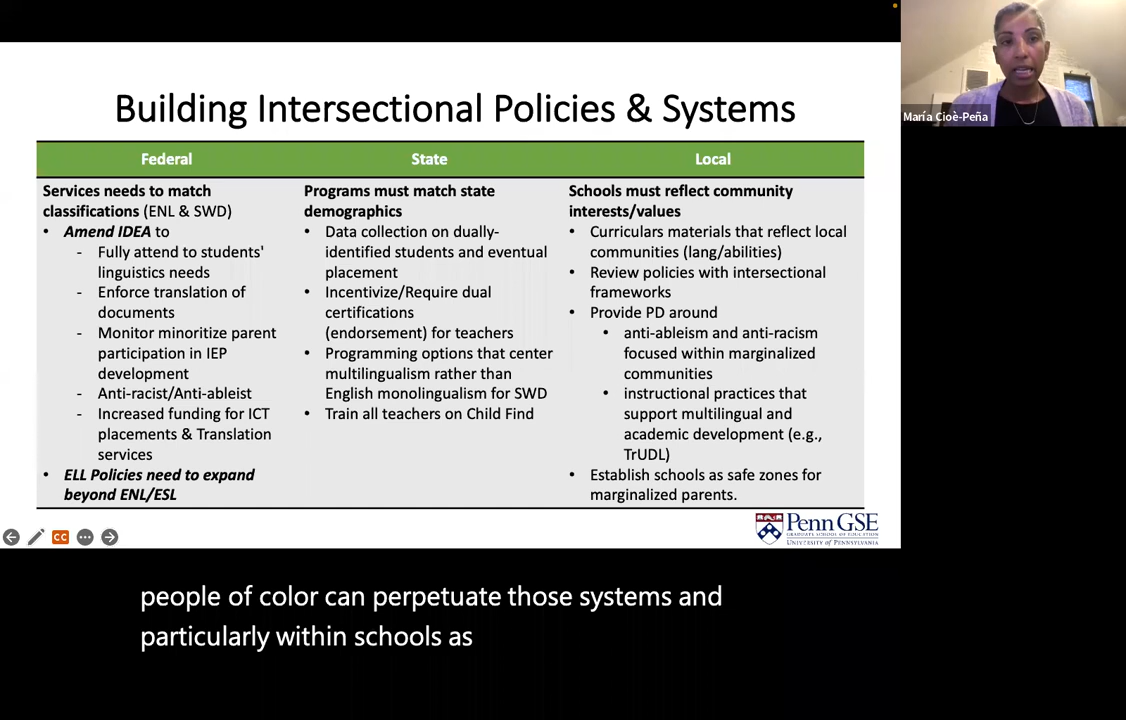 María Cioè-Peña
Building Intersectional Policies & Systems
Federal
Services needs to match
classifications (ENL & SWD)
• Amend IDEA to
- Fully attend to students'
linguistics needs
- Enforce translation of
documents
- Monitor minoritize parent
participation in IEP
development
- Anti-racist/Anti-ableist
- Increased funding for ICT
placements & Translation
services
• ELL Policies need to expand
beyond ENL/ESL
State
Programs must match state
demographics
• Data collection on dually-
identified students and eventual
placement
• Incentivize/Require dual
certifications
(endorsement) for teachers
• Programming options that center
multilingualism rather than
English monolingualism for SWD
• Train all teachers on Child Find
Local
Schools must reflect community
interests/values
• Curriculars materials that reflect local
communities (lang/abilities)
• Review policies with intersectional
frameworks
• Provide PD around
• anti-ableism and anti-racism
focused within marginalized
communities
• instructional practices that
support multilingual and
academic development (e.g.,
TrUDL)
• Establish schools as safe zones for
marginalized parents.
Penn GSE
GRADUATE SCHOOL OF EDUCATION
UNIVERSITY OF PENNSYLVANIA
CC
people of color can perpetuate those systems and
particularly within schools as